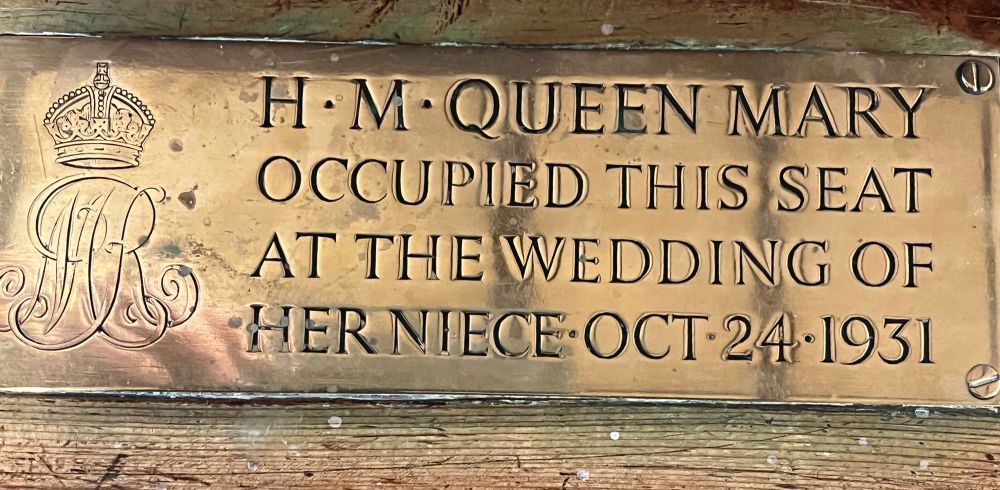 H·M·QUEEN MARY
OCCUPIED THIS SEAT
AT THE WEDDING OF
HER NIECE·OCT·24·1931